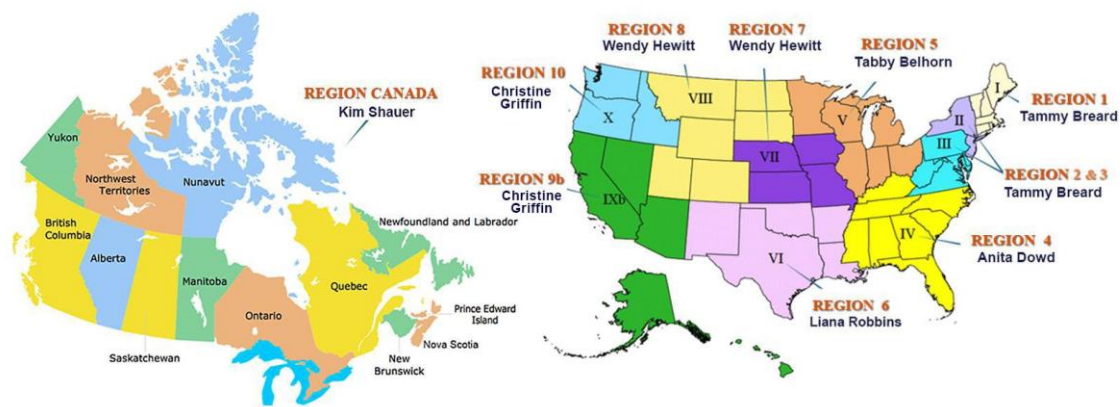 REGION CANADA
Kim Shauer
Yukon
Northwest
Territories
Nunavut
British
Columbia
Alberta
Saskatchewan
Manitoba
Ontario
Quebec
Newfoundland and Labrador
Prince Edward
Island
Nova Scotia
New
Brunswick
REGION 8
Wendy Hewitt
REGION 7
Wendy Hewitt
REGION 5
Tabby Belhorn
REGION 10
Christine
Griffin
REGION 1
Tammy Breard
REGION 2 & 3
Tammy Breard
REGION 9b
Christine
Griffin
REGION 4
Anita Dowd
REGION 6
Liana Robbins
I
II
III
IV
V
VI
VII
VIII
IXb
X